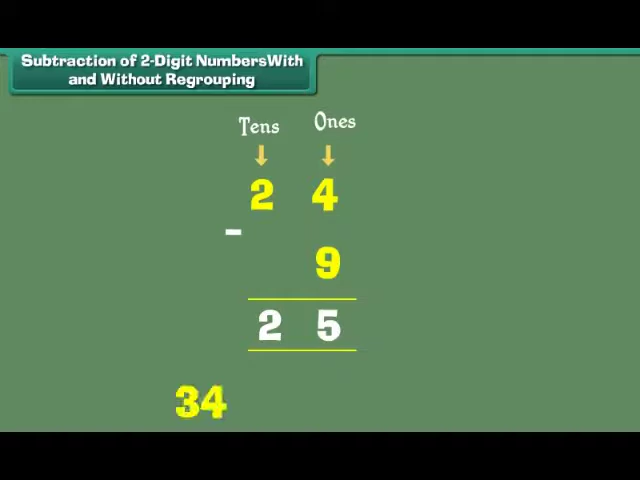 Subtraction of 2-Digit NumbersWith
and Without Regrouping
Tens Ones
↓ ↓
2 4
-
9
2 5
34